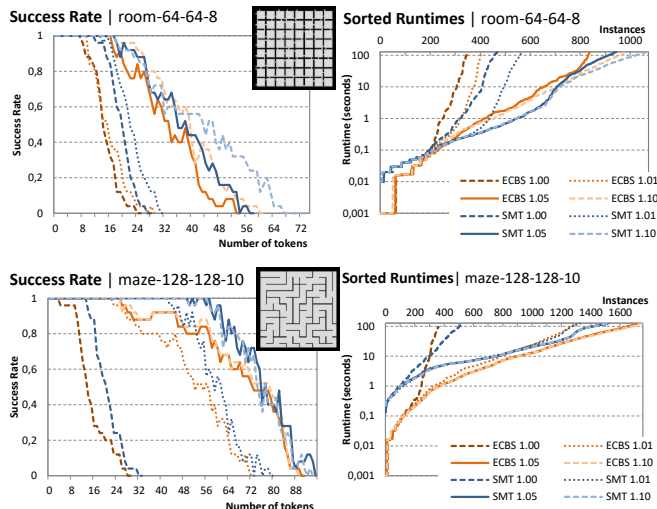 Success Rate | room-64-64-8
Success Rate
1
0,8
0,6
0,4
0,2
0
0 8 16 24 32 40 48 56 64 72
Number of tokens
Sorted Runtimes | room-64-64-8
Instances
0 200 400 600 800 1000
Runtime (seconds)
100
10
1
0,1
0,01
0,001
ECBS 1.00 ECBS 1.01
ECBS 1.05 ECBS 1.10
SMT 1.00 SMT 1.01
SMT 1.05 SMT 1.10
Success Rate | maze-128-128-10
Success Rate
1
0,8
0,6
0,4
0,2
0
0 8 16 24 32 40 48 56 64 72 80 88
Number of tokens
Sorted Runtimes| maze-128-128-10
Instances
0 200 400 600 800 1000 1200 1400 1600
Runtime (seconds)
100
10
1
0,1
0,01
0,001
ECBS 1.00 ECBS 1.01
ECBS 1.05 ECBS 1.10
SMT 1.00 SMT 1.01
SMT 1.05 SMT 1.10